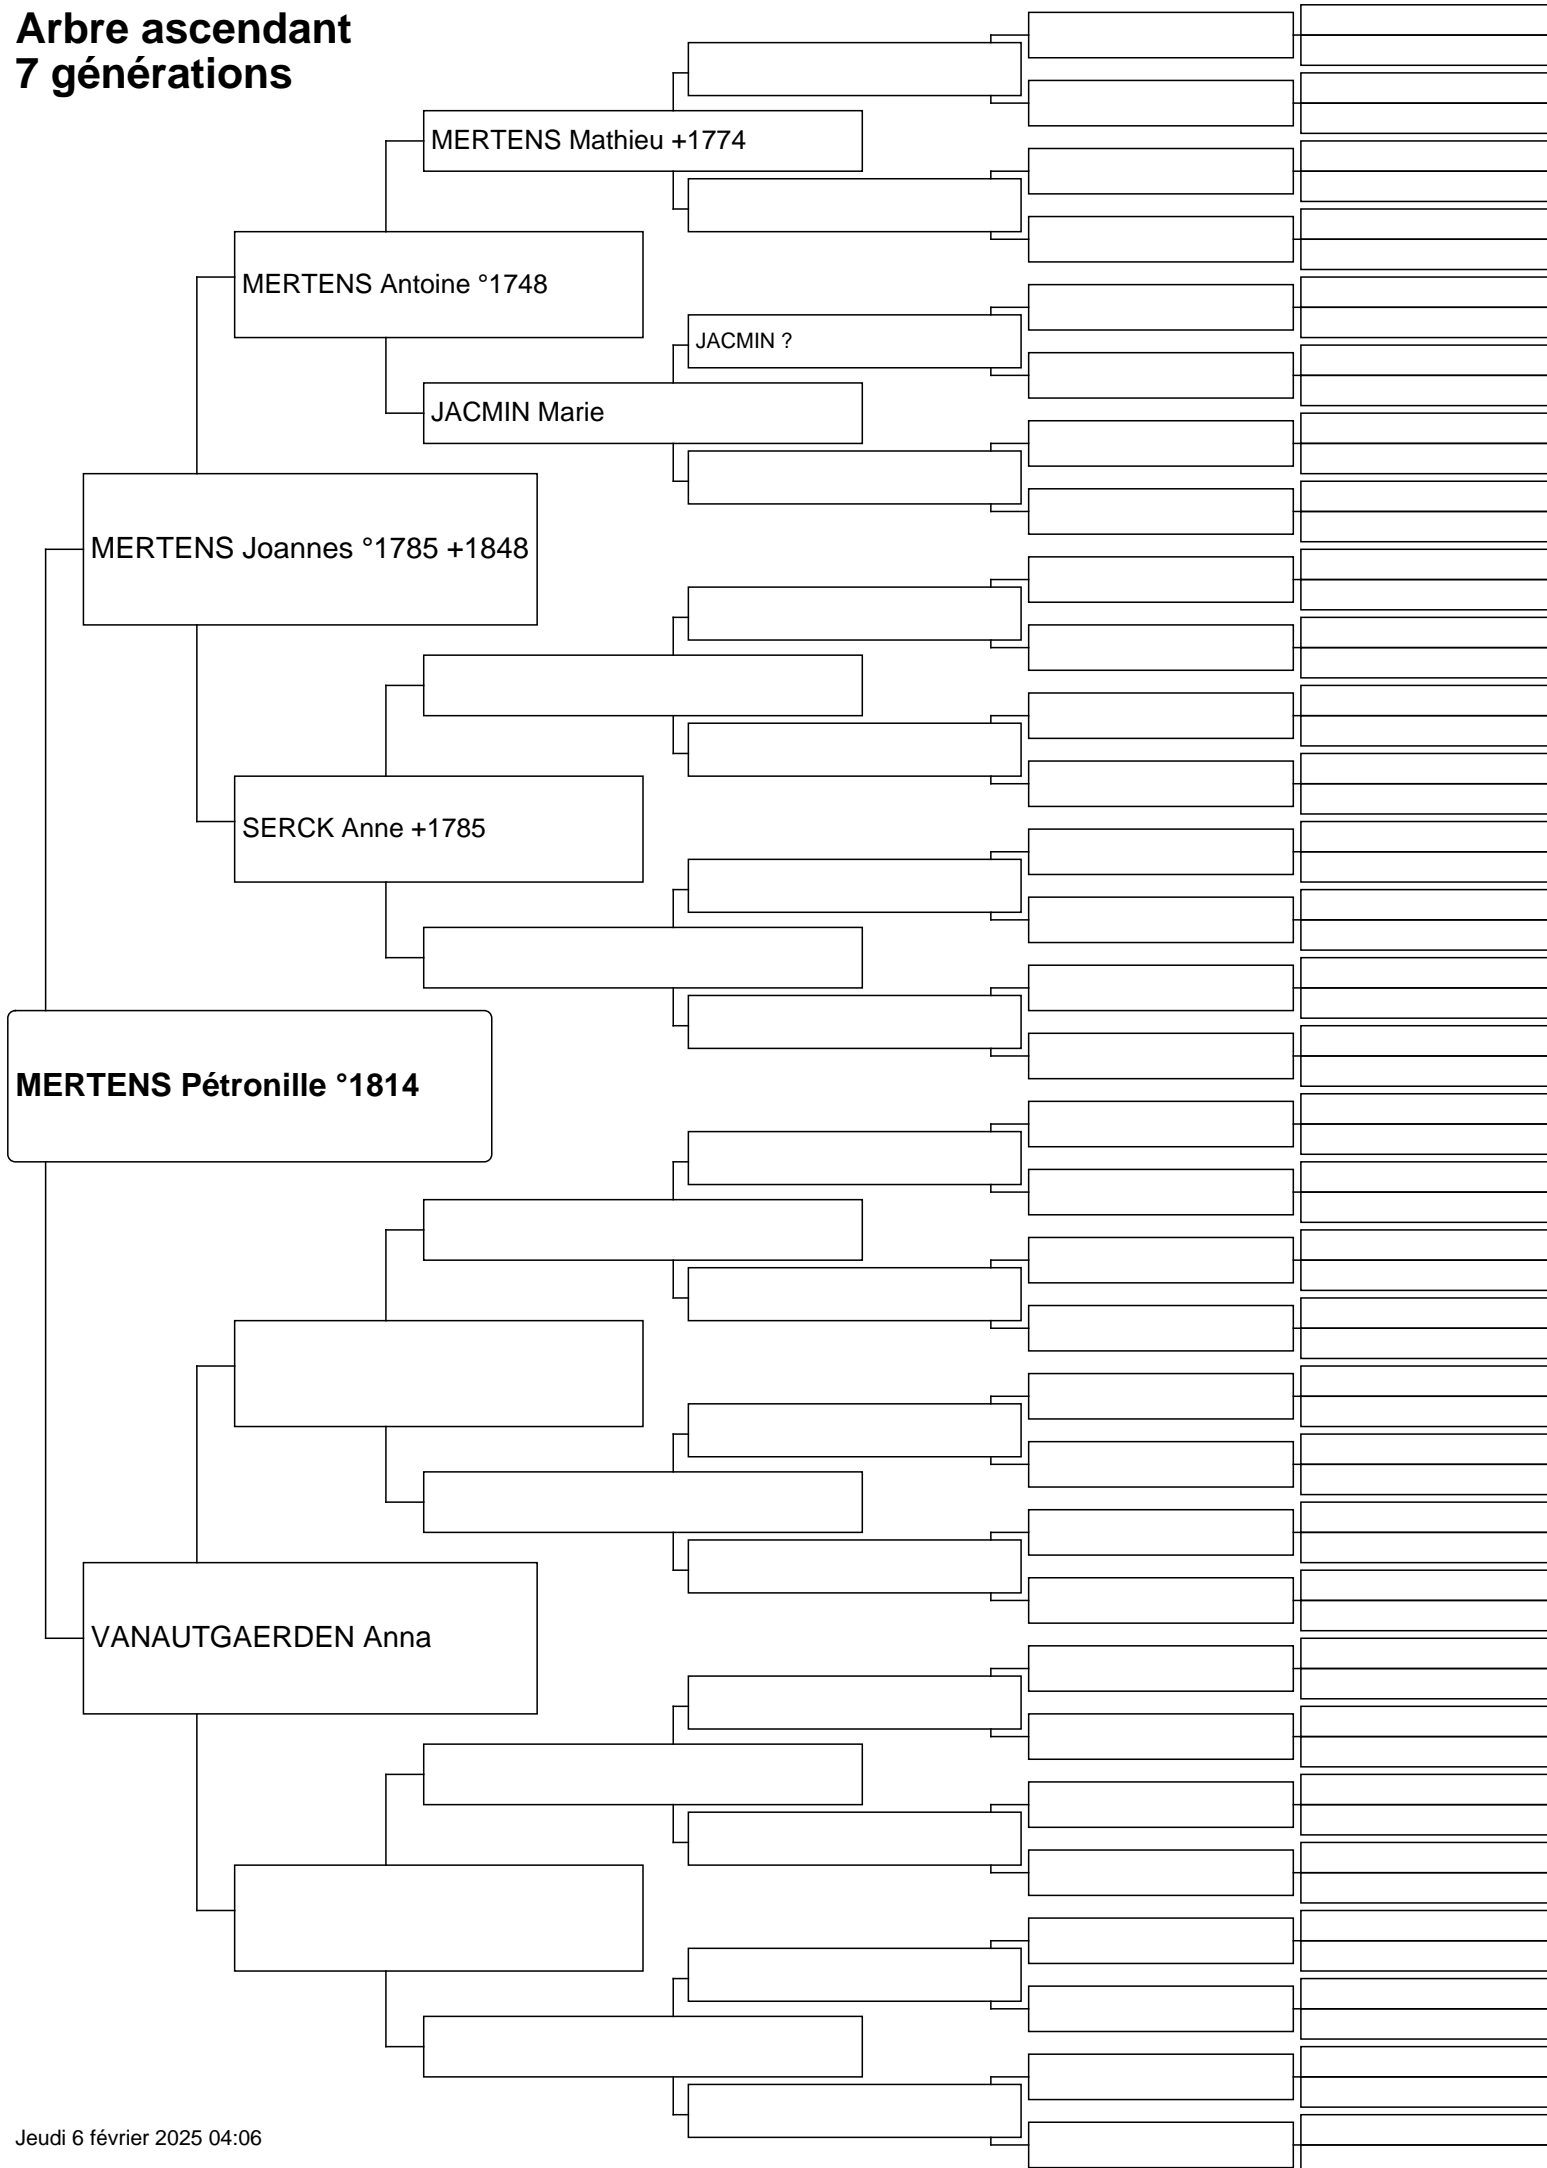 Arbre ascendant
7 générations
MERTENS Mathieu +1774
MERTENS Antoine °1748
JACMIN ?
JACMIN Marie
MERTENS Joannes °1785 +1848
SERCK Anne +1785
MERTENS Pétronille °1814
VANAUTGAERDEN Anna
Jeudi 6 février 2025 04:06